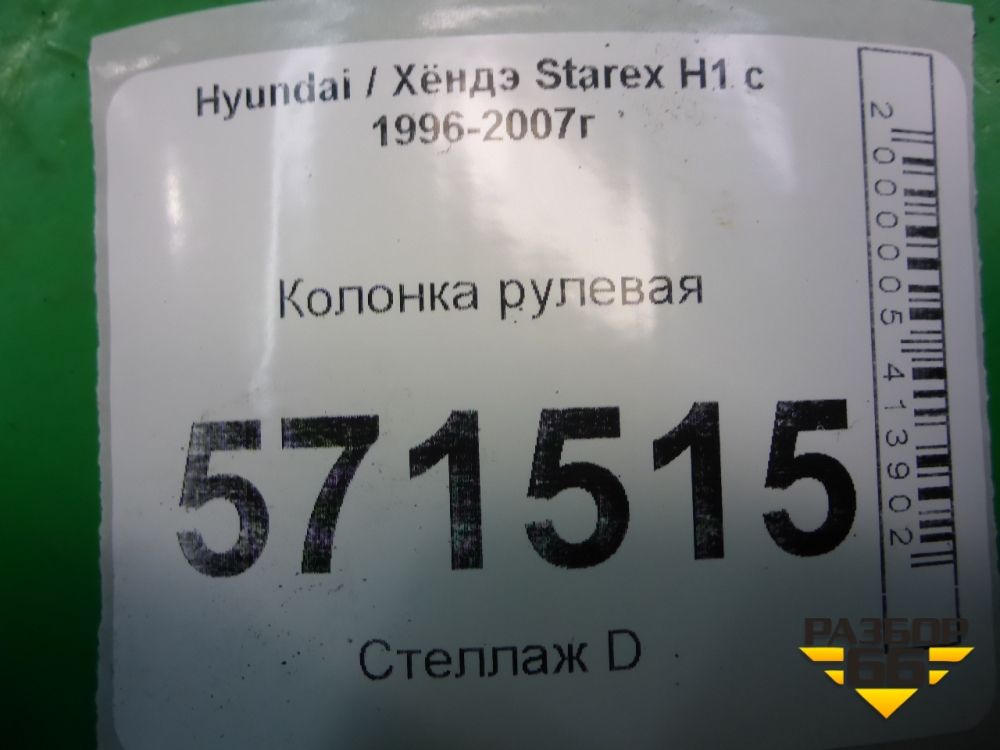 Hyundai / Хёндэ Starex H1 с
1996-2007г
Колонка рулевая
571515
Стеллаж D
2000005413902
РАЗБОР
66